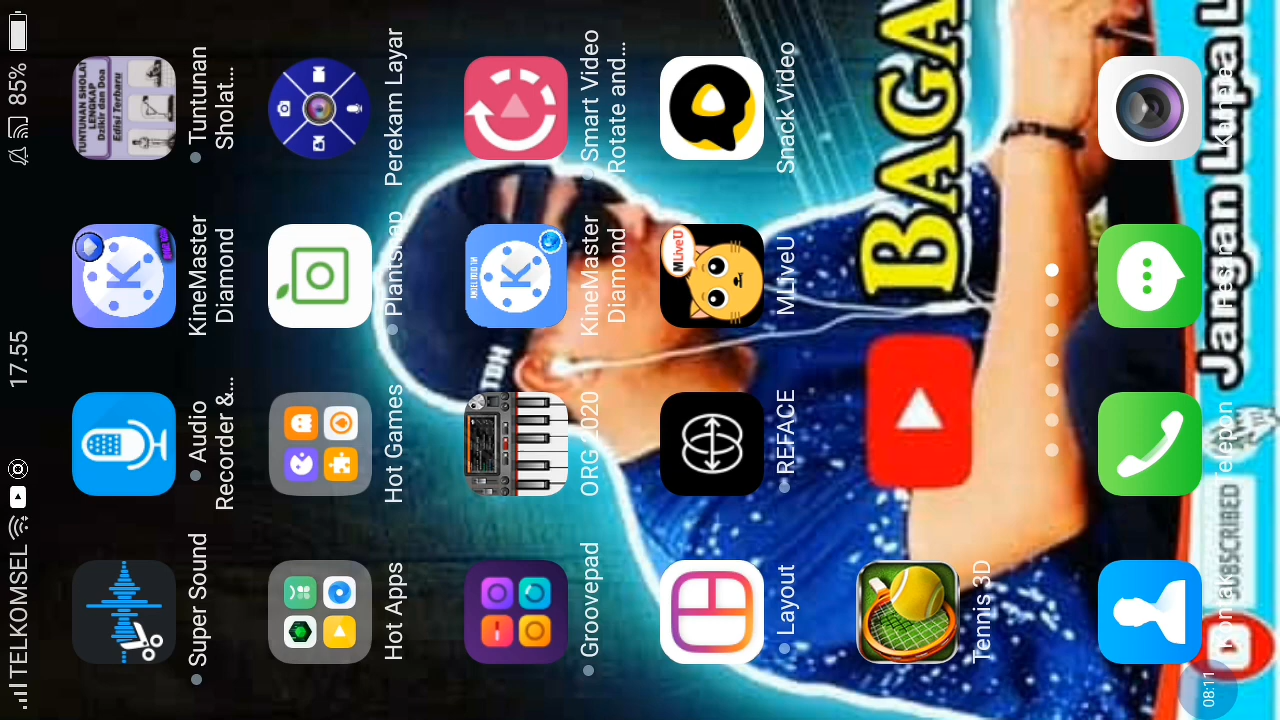 TELKOMSEL
17.55
85%
Super Sound
Audio
Recorder &...
KineMaster
Diamond
TUNTUNAN SHOLAT
LENGKAP
Dzikir dan Doa
Edisi Terbaru
Tuntunan
Sholat...
Hot Apps
Hot Games
Plantsnap
Perekam Layar
Groovepad
ORG 2020
KineMaster
Diamond
Smart Video
Rotate and...
Layout
REFACE
MLiveU
MLiveU
Snack Video
Tennis 3D
BAGA
Kontak
Telepon
Pesan
Kamera
Jangan Lupa L
SUBSCRIBED
08:11